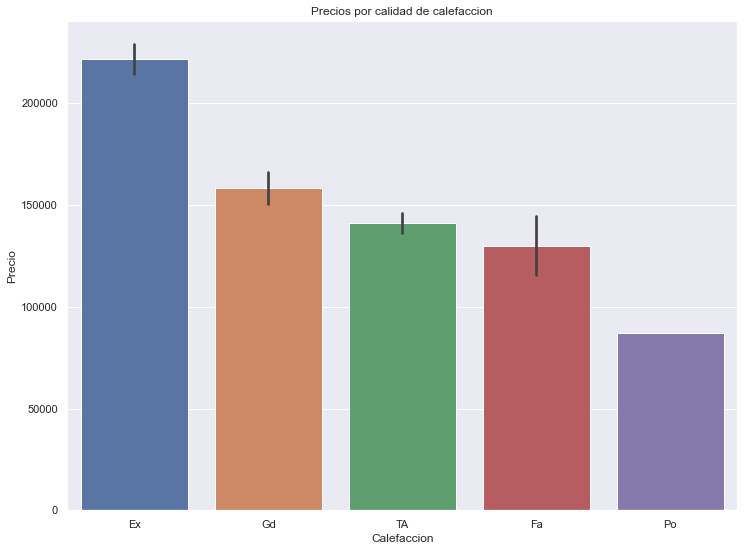 Precios por calidad de calefaccion
200000
150000
100000
50000
0
Precio
Ex Gd TA Fa Po
Calefaccion